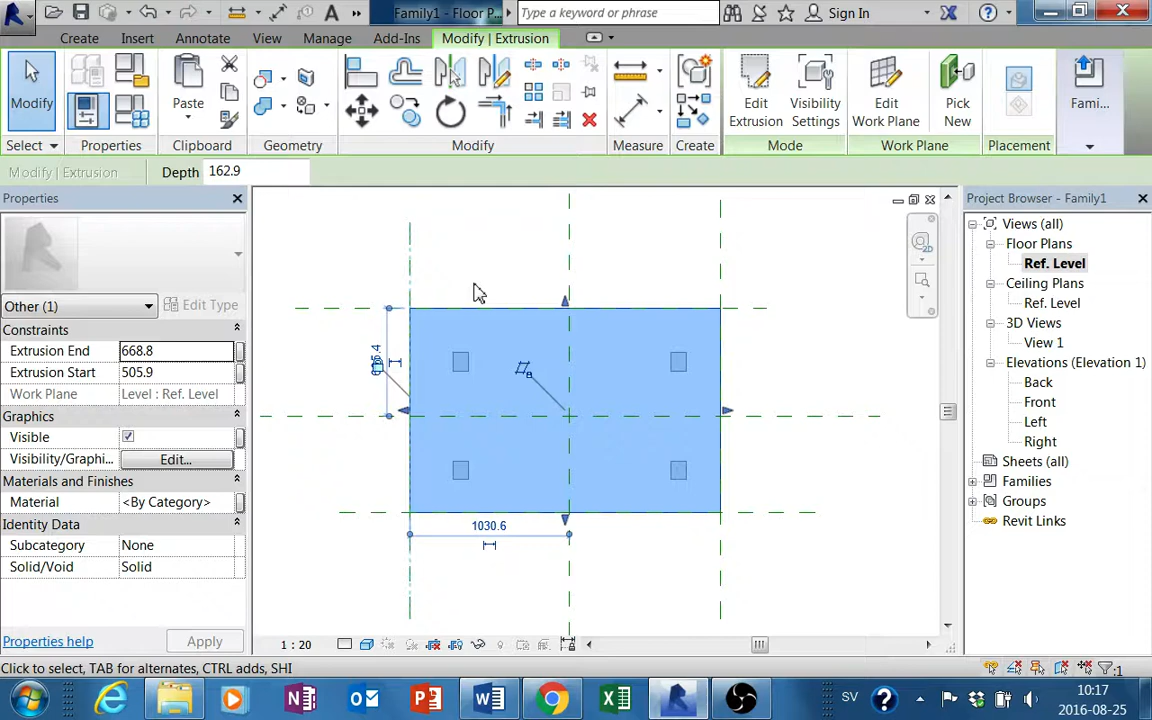 Family1 - Floor P...
Type a keyword or phrase
Sign In
Create
Insert
Annotate
View
Manage
Add-Ins
Modify | Extrusion
Modify
Paste
Edit Extrusion
Visibility Settings
Edit Work Plane
Pick New
Fami...
Select
Properties
Clipboard
Geometry
Modify
Measure
Create
Mode
Work Plane
Placement
Modify | Extrusion
Depth 162.9
Properties
Other (1)
Edit Type
Constraints
Extrusion End 668.8
Extrusion Start 505.9
Work Plane Level : Ref. Level
Graphics
Visible
Visibility/Graphi... Edit...
Materials and Finishes
Material <By Category>
Identity Data
Subcategory None
Solid/Void Solid
Properties help
Apply
1030.6
1 : 20
Project Browser - Family1
Views (all)
Floor Plans
Ref. Level
Ceiling Plans
Ref. Level
3D Views
View 1
Elevations (Elevation 1)
Back
Front
Left
Right
Sheets (all)
Families
Groups
Revit Links
Click to select, TAB for alternates, CTRL adds, SHI
:1
SV
10:17
2016-08-25